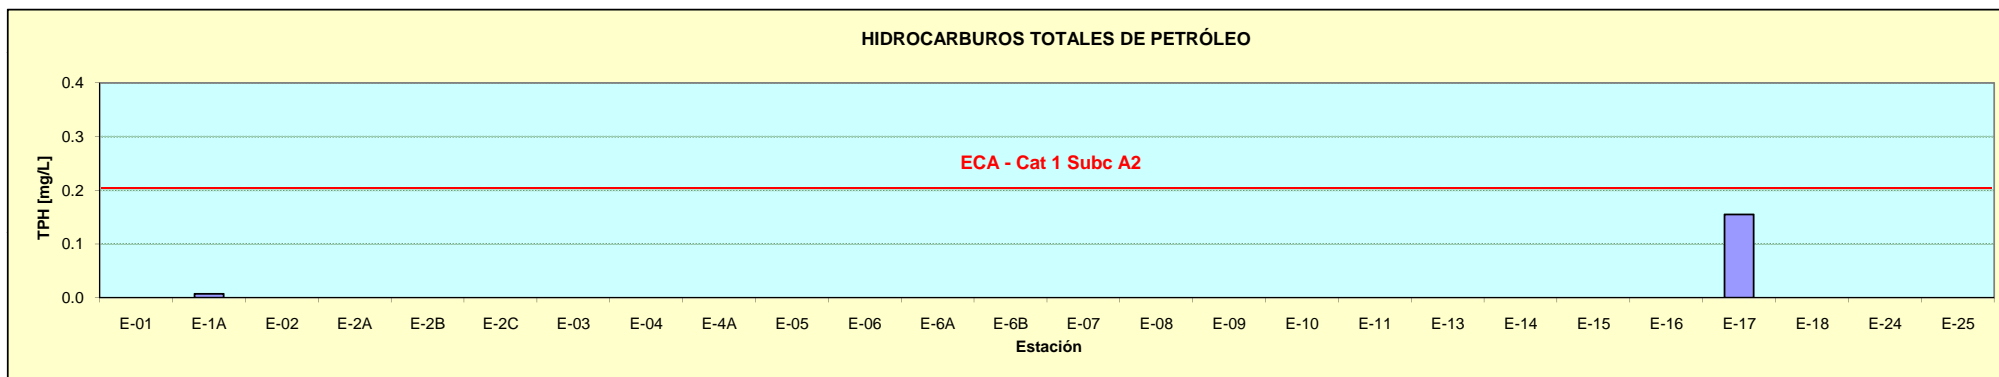 HIDROCARBUROS TOTALES DE PETRÓLEO
0.4
0.3
0.2
0.1
0.0
TPH [mg/L]
ECA - Cat 1 Subc A2
E-01 E-1A E-02 E-2A E-2B E-2C E-03 E-04 E-4A E-05 E-06 E-6A E-6B E-07 E-08 E-09 E-10 E-11 E-13 E-14 E-15 E-16 E-17 E-18 E-24 E-25
Estación